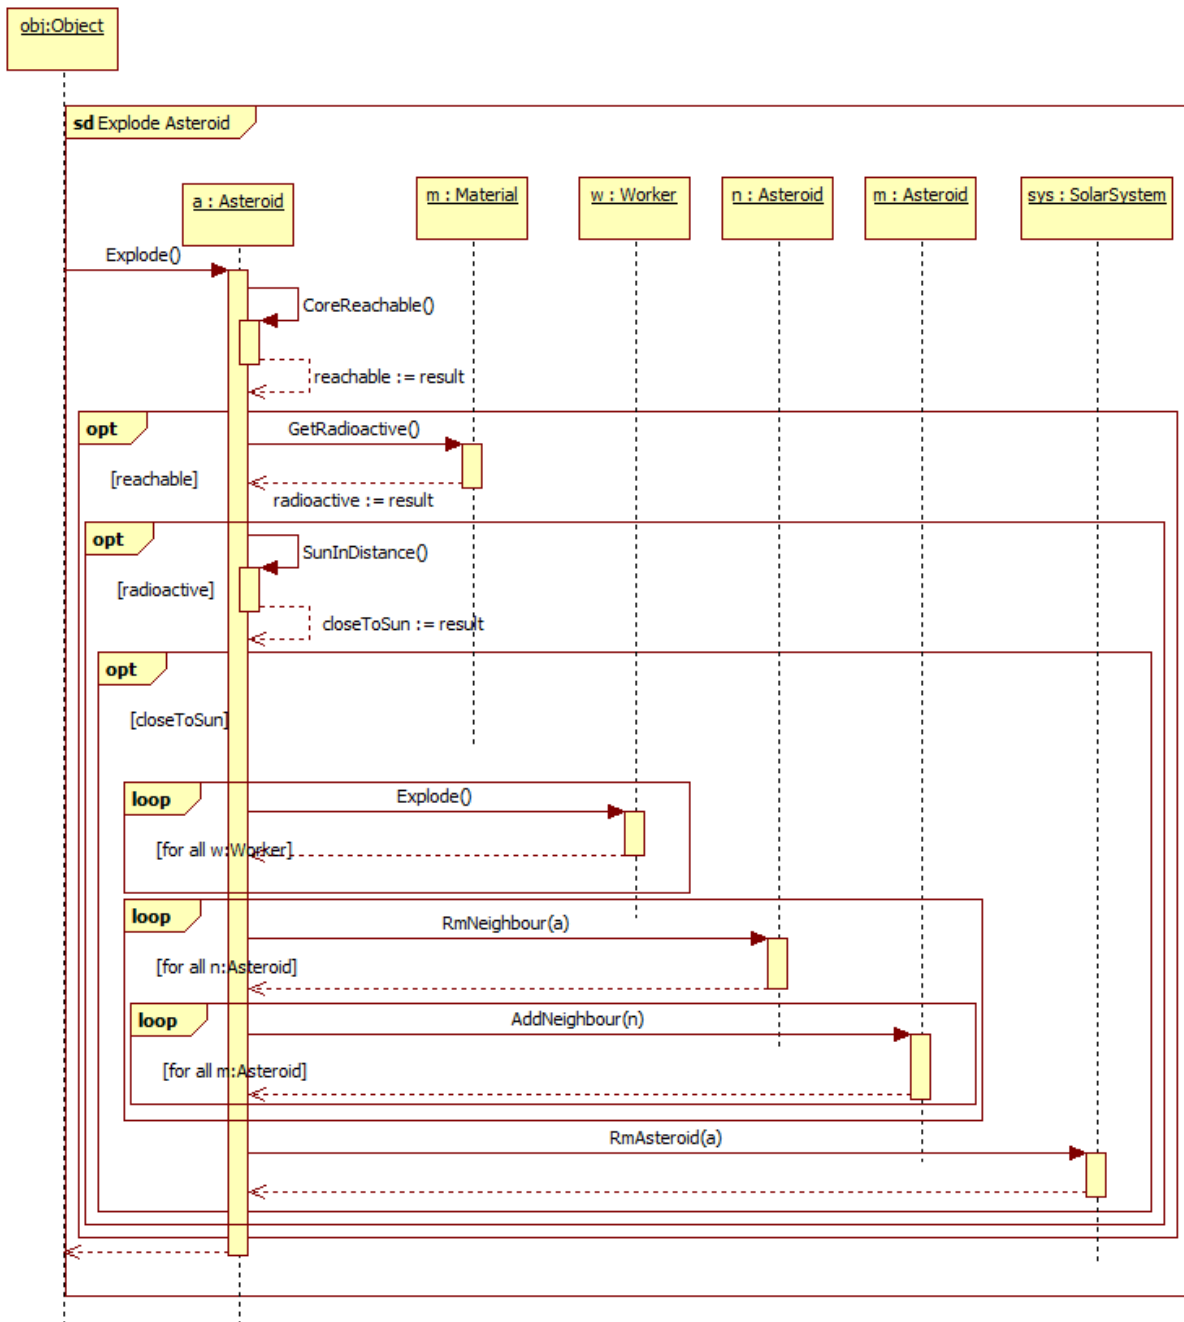 obj:Object
sd Explode Asteroid
a : Asteroid
m : Material
w : Worker
n : Asteroid
m : Asteroid
sys : SolarSystem
Explode()
CoreReachable()
reachable := result
opt
GetRadioactive()
[reachable]
radioactive := result
opt
SunInDistance()
[radioactive]
closeToSun := result
opt
[closeToSun]
loop
Explode()
[for all w:Worker]
loop
RmNeighbour(a)
[for all n:Asteroid]
loop
AddNeighbour(n)
[for all m:Asteroid]
RmAsteroid(a)